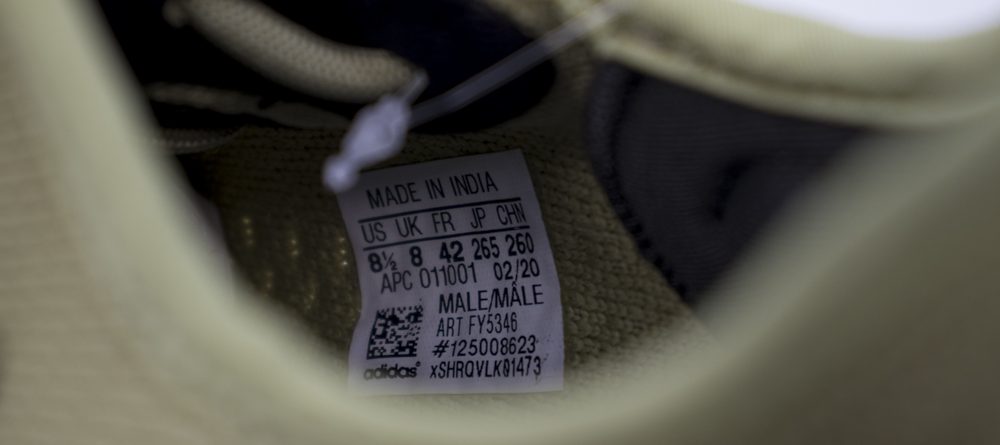 MADE IN INDIA
US UK FR JP CHN
8½ 8 42 265 260
APC 011001 02/20
MALE/MÂLE
ART FY5346
#125008623
xSHRQVLK01473
adidas®